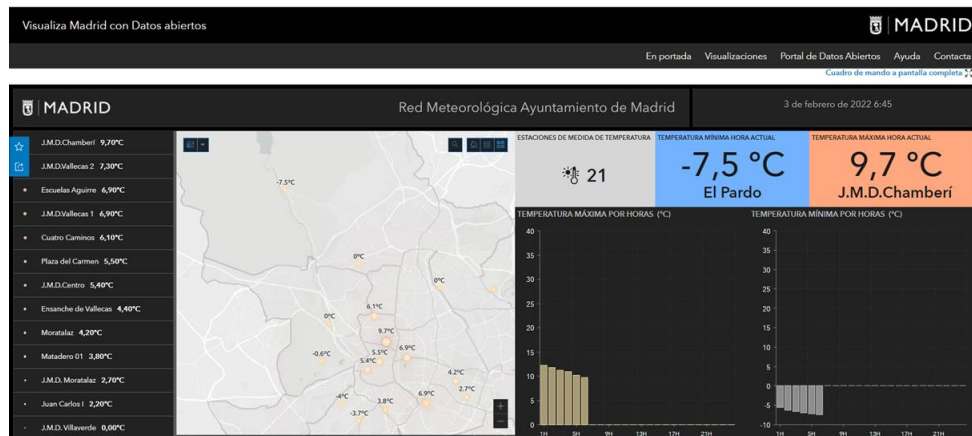 Visualiza Madrid con Datos abiertos
MADRID
En portada Visualizaciones Portal de Datos Abiertos Ayuda Contacta
Cuadro de mando a pantalla completa
MADRID
Red Meteorológica Ayuntamiento de Madrid
3 de febrero de 2022 6:45
J.M.D.Chamberí 9,70°C
J.M.D.Vallecas 2 7,30°C
Escuelas Aguirre 6,90°C
J.M.D.Vallecas 1 6,90°C
Cuatro Caminos 6,10°C
Plaza del Carmen 5,50°C
J.M.D.Centro 5,40°C
Ensanche de Vallecas 4,40°C
Moratalaz 4,20°C
Matadero 01 3,80°C
J.M.D. Moratalaz 2,70°C
Juan Carlos I 2,20°C
J.M.D. Villaverde 0,00°C
-7.5°C
0°C
0°C
6.1°C
0°C
9.7°C
-0.6°C
5.5°C
6.9°C
5.4°C
4.2°C
2.7°C
-4°C
3.8°C
6.9°C
-3.7°C
ESTACIONES DE MEDIDA DE TEMPERATURA
21
TEMPERATURA MÍNIMA HORA ACTUAL
-7,5 °C
El Pardo
TEMPERATURA MÁXIMA HORA ACTUAL
9,7 °C
J.M.D.Chamberí
TEMPERATURA MÁXIMA POR HORAS (°C)
40
35
30
25
20
15
10
5
0
1H 5H 9H 13H 17H 21H
TEMPERATURA MÍNIMA POR HORAS (°C)
40
35
30
25
20
15
10
5
0
-5
-10
1H 5H 9H 13H 17H 21H